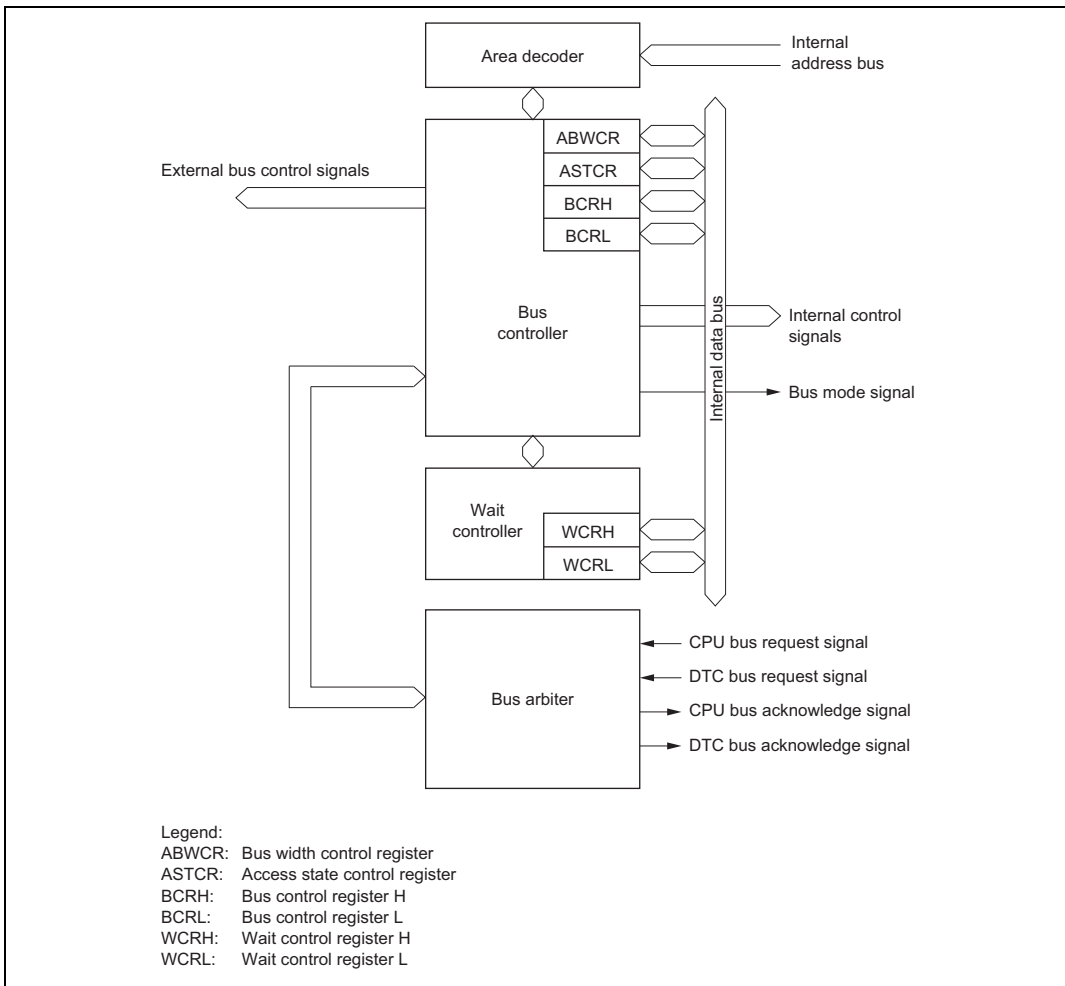 Area decoder
Internal
address bus
ABWCR
ASTCR
BCRH
BCRL
External bus control signals
Bus
controller
Internal data bus
Internal control
signals
Bus mode signal
Wait
controller
WCRH
WCRL
Bus arbiter
CPU bus request signal
DTC bus request signal
CPU bus acknowledge signal
DTC bus acknowledge signal
Legend:
ABWCR: Bus width control register
ASTCR: Access state control register
BCRH: Bus control register H
BCRL: Bus control register L
WCRH: Wait control register H
WCRL: Wait control register L